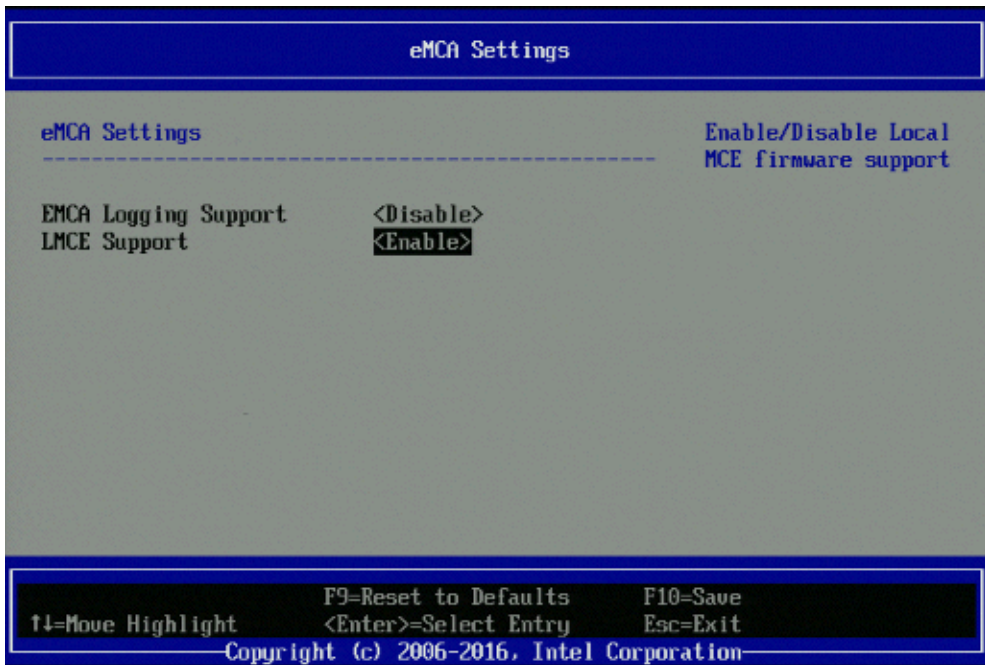 eMCA Settings
eMCA Settings
Enable/Disable Local
MCE firmware support
------------------------------------------------------------
EMCA Logging Support <Disable>
LMCE Support <Enable>
F9=Reset to Defaults F10=Save
↑↓=Move Highlight <Enter>=Select Entry Esc=Exit
Copyright (c) 2006-2016, Intel Corporation